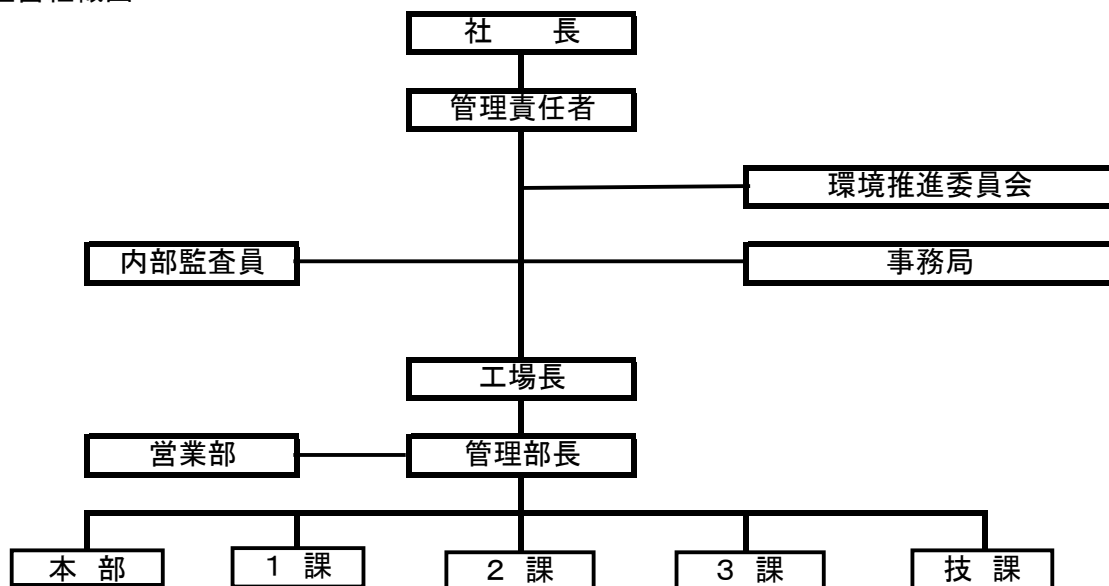 社　　長
管理責任者
環境推進委員会
内部監査員
事務局
工場長
営業部
管理部長
本 部
１ 課
２ 課
３ 課
技 課